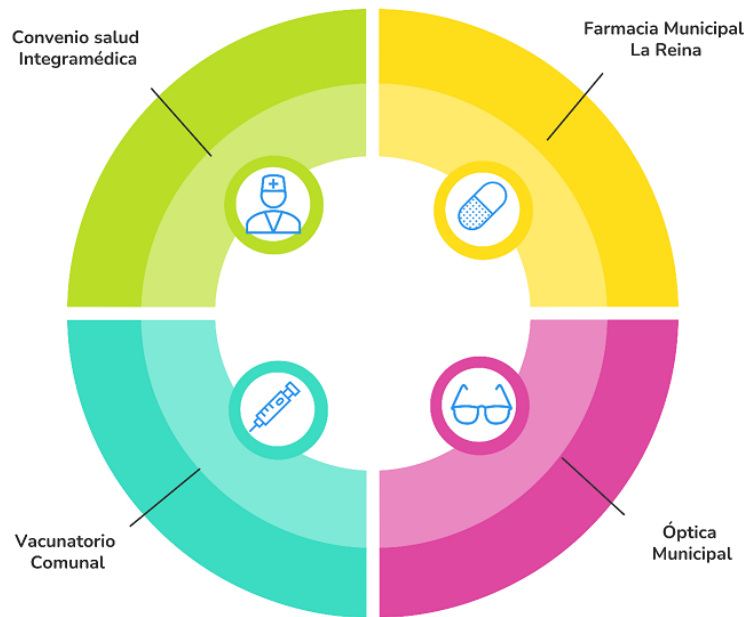 Convenio salud
Integramédica
Farmacia Municipal
La Reina
Vacunatorio
Comunal
Óptica
Municipal